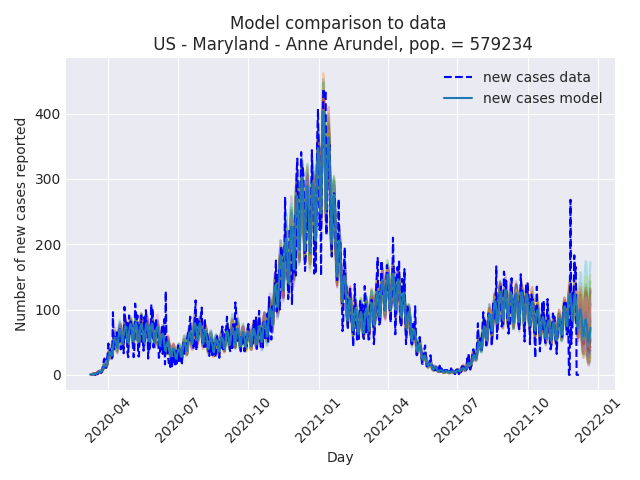 Model comparison to data
US - Maryland - Anne Arundel, pop. = 579234
new cases data
new cases model
Number of new cases reported
400
300
200
100
0
2020-04
2020-07
2020-10
2021-01
2021-04
2021-07
2021-10
2022-01
Day